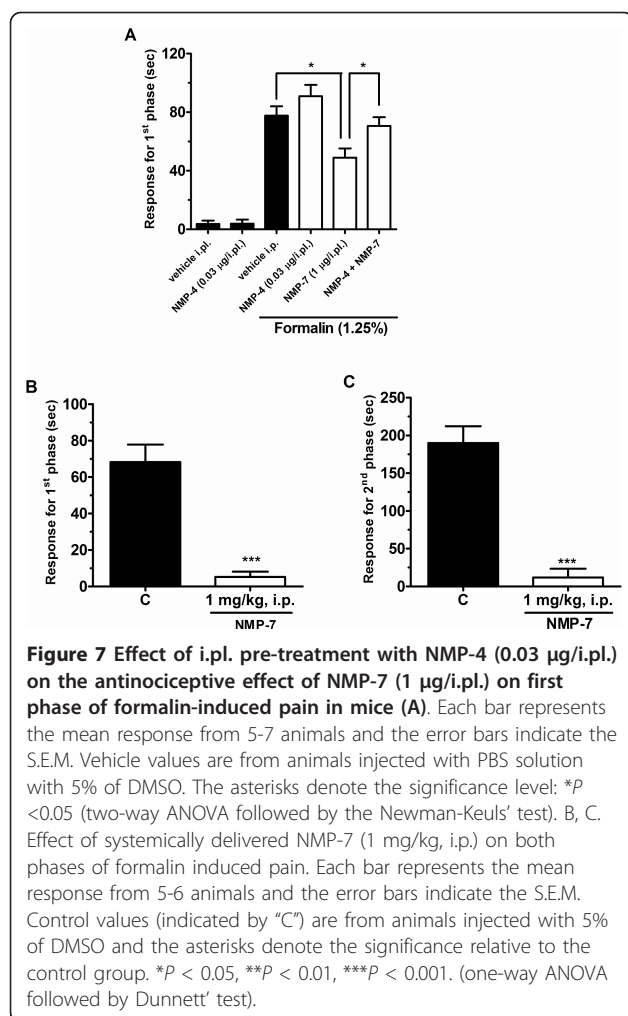 A
Response for 1st phase (sec)
120
80
40
0
*
*
vehicle i.pl.
NMP-4 (0.03 µg/i.pl.)
vehicle i.p.
NMP-4 (0.03 µg/i.pl.)
NMP-7 (1 µg/i.pl.)
NMP-4 + NMP-7
Formalin (1.25%)
B
Response for 1st phase (sec)
100
80
60
40
20
0
***
C
1 mg/kg, i.p.
NMP-7
C
Response for 2nd phase (sec)
250
200
150
100
50
0
***
C
1 mg/kg, i.p.
NMP-7
Figure 7 Effect of i.pl. pre-treatment with NMP-4 (0.03 µg/i.pl.)
on the antinociceptive effect of NMP-7 (1 µg/i.pl.) on first
phase of formalin-induced pain in mice (A). Each bar represents
the mean response from 5-7 animals and the error bars indicate the
S.E.M. Vehicle values are from animals injected with PBS solution
with 5% of DMSO. The asterisks denote the significance level: *P
<0.05 (two-way ANOVA followed by the Newman-Keuls' test). B, C.
Effect of systemically delivered NMP-7 (1 mg/kg, i.p.) on both
phases of formalin induced pain. Each bar represents the mean
response from 5-6 animals and the error bars indicate the S.E.M.
Control values (indicated by "C") are from animals injected with 5%
of DMSO and the asterisks denote the significance relative to the
control group. *P < 0.05, **P < 0.01, ***P < 0.001. (one-way ANOVA
followed by Dunnett' test).